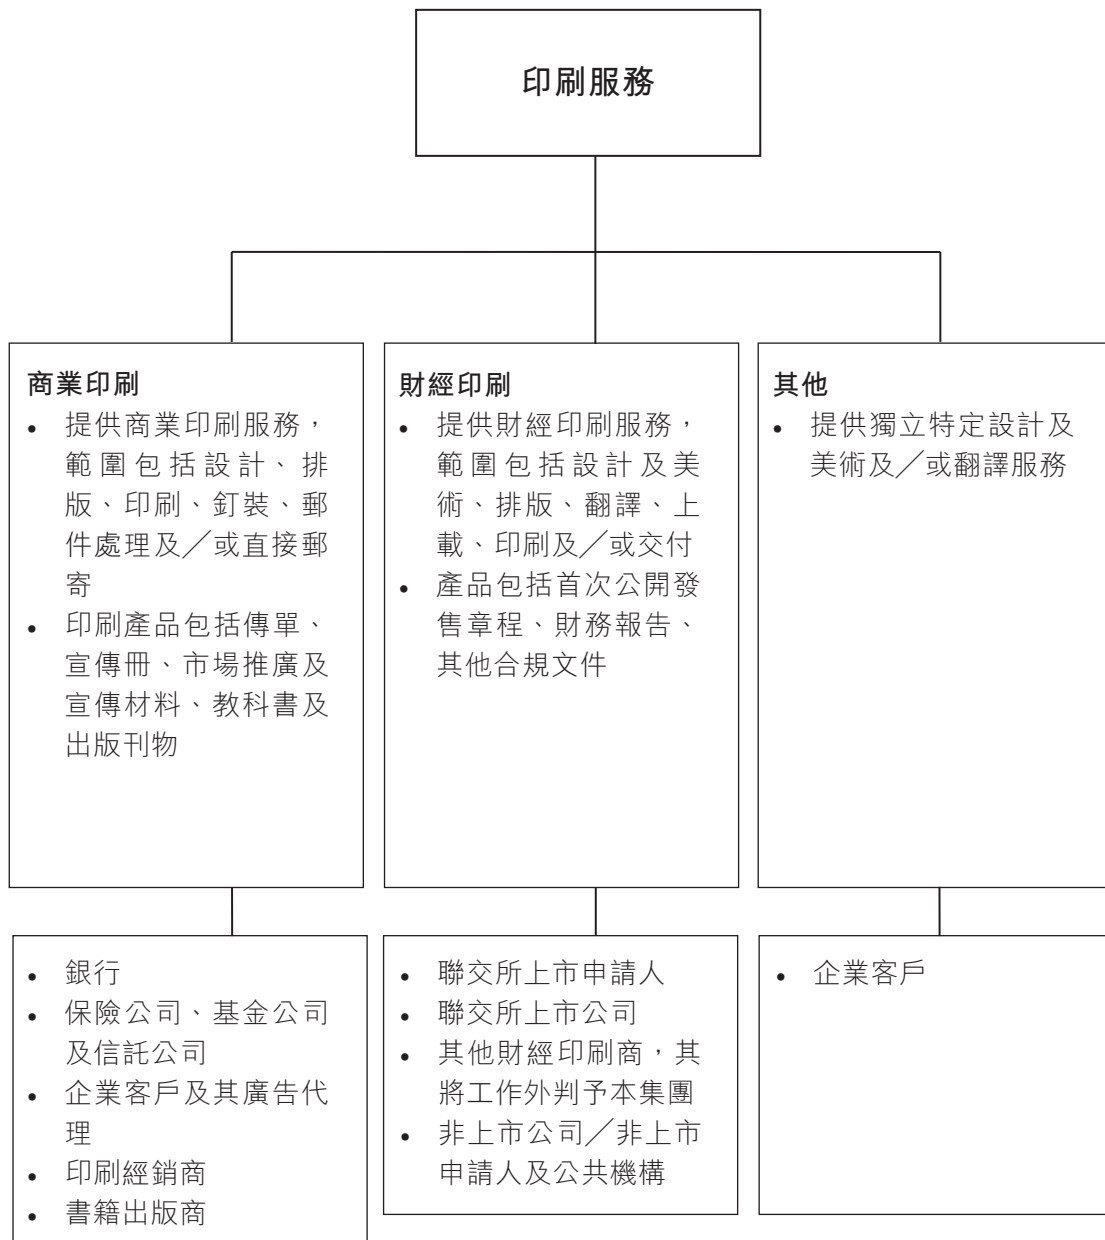 印刷服務
商業印刷
• 提供商業印刷服務，
範圍包括設計、排
版、印刷、釘裝、郵
件處理及／或直接郵
寄
• 印刷產品包括傳單、
宣傳冊、市場推廣及
宣傳材料、教科書及
出版刊物
財經印刷
• 提供財經印刷服務，
範圍包括設計及美
術、排版、翻譯、上
載、印刷及／或交付
• 產品包括首次公開發
售章程、財務報告、
其他合規文件
其他
• 提供獨立特定設計及
美術及／或翻譯服務
• 銀行
• 保險公司、基金公司
及信託公司
• 企業客戶及其廣告代
理
• 印刷經銷商
• 書籍出版商
• 聯交所上市申請人
• 聯交所上市公司
• 其他財經印刷商，其
將工作外判予本集團
• 非上市公司／非上市
申請人及公共機構
• 企業客戶